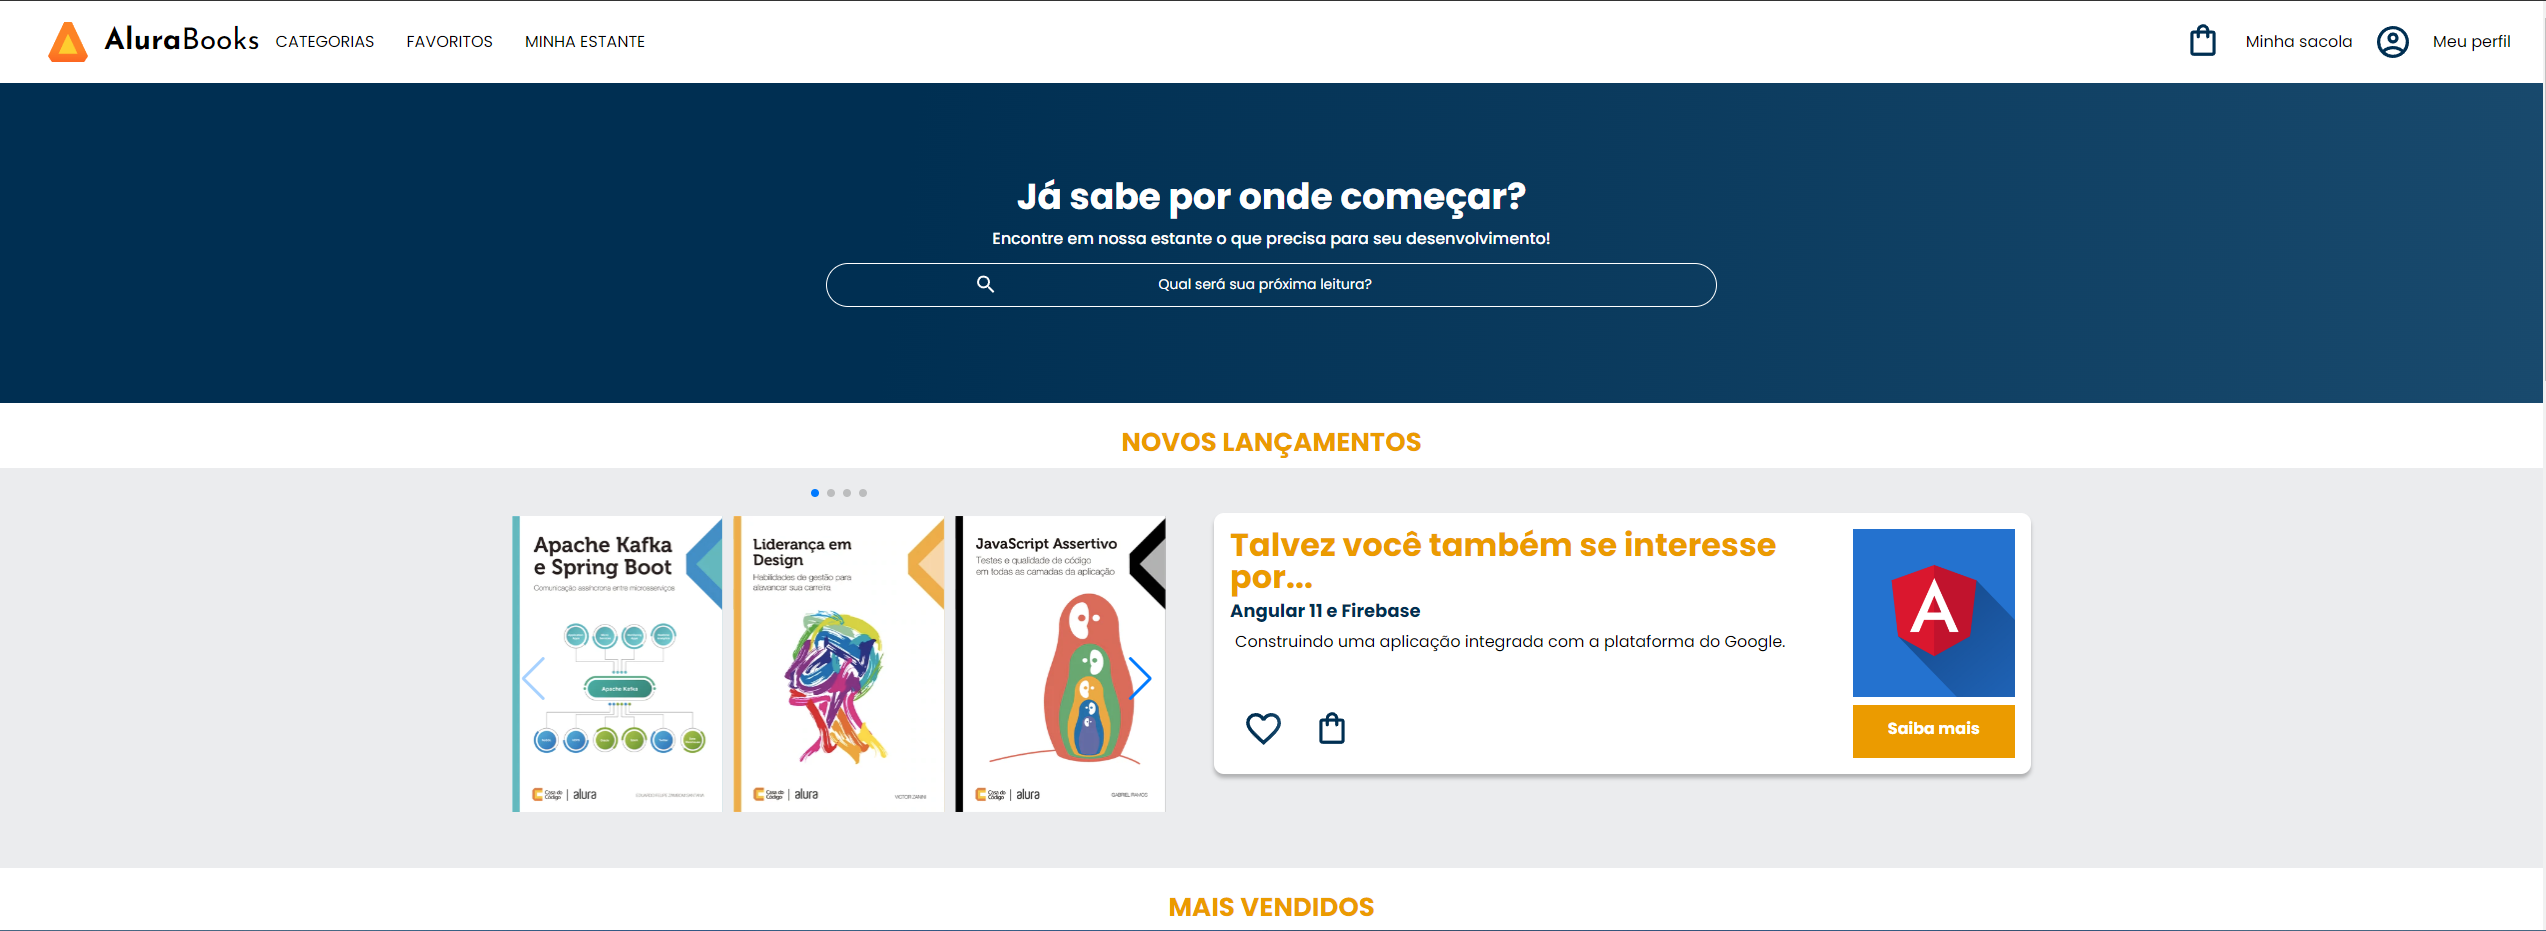 AluraBooks
CATEGORIAS
FAVORITOS
MINHA ESTANTE
Minha sacola
Meu perfil
Já sabe por onde começar?
Encontre em nossa estante o que precisa para seu desenvolvimento!
Qual será sua próxima leitura?
NOVOS LANÇAMENTOS
Apache Kafka
e Spring Boot
Comunicação assíncrona entre microsserviços
Apache Kafka
Casa do
Código
alura
Liderança em
Design
Habilidades de gestão para
alavancar sua carreira
Casa do
Código
alura
VICTOR ZANINI
JavaScript Assertivo
Testes e qualidade de código
em todas as camadas da aplicação
Casa do
Código
alura
GABRIEL RAMOS
Talvez você também se interesse
por...
Angular 11 e Firebase
Construindo uma aplicação integrada com a plataforma do Google.
A
Saiba mais
MAIS VENDIDOS